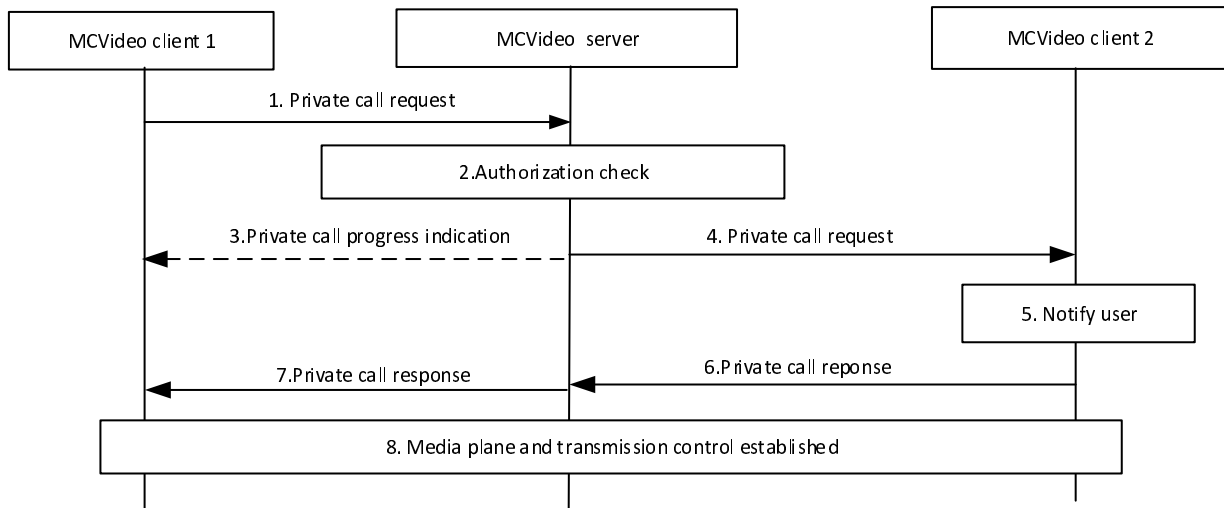 MCVideo client 1
MCVideo server
MCVideo client 2
1. Private call request
2.Authorization check
3.Private call progress indication
4. Private call request
5. Notify user
6.Private call reponse
7.Private call response
8. Media plane and transmission control established